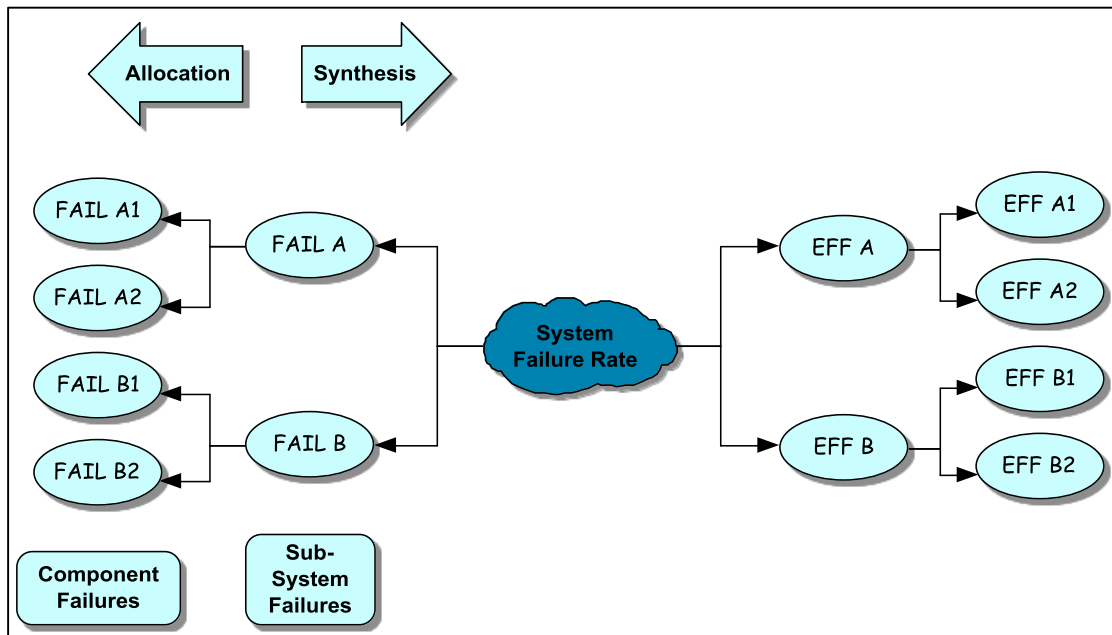 Allocation
Synthesis
FAIL A1
FAIL A2
FAIL B1
FAIL B2
FAIL A
FAIL B
System
Failure Rate
EFF A
EFF B
EFF A1
EFF A2
EFF B1
EFF B2
Component
Failures
Sub-
System
Failures